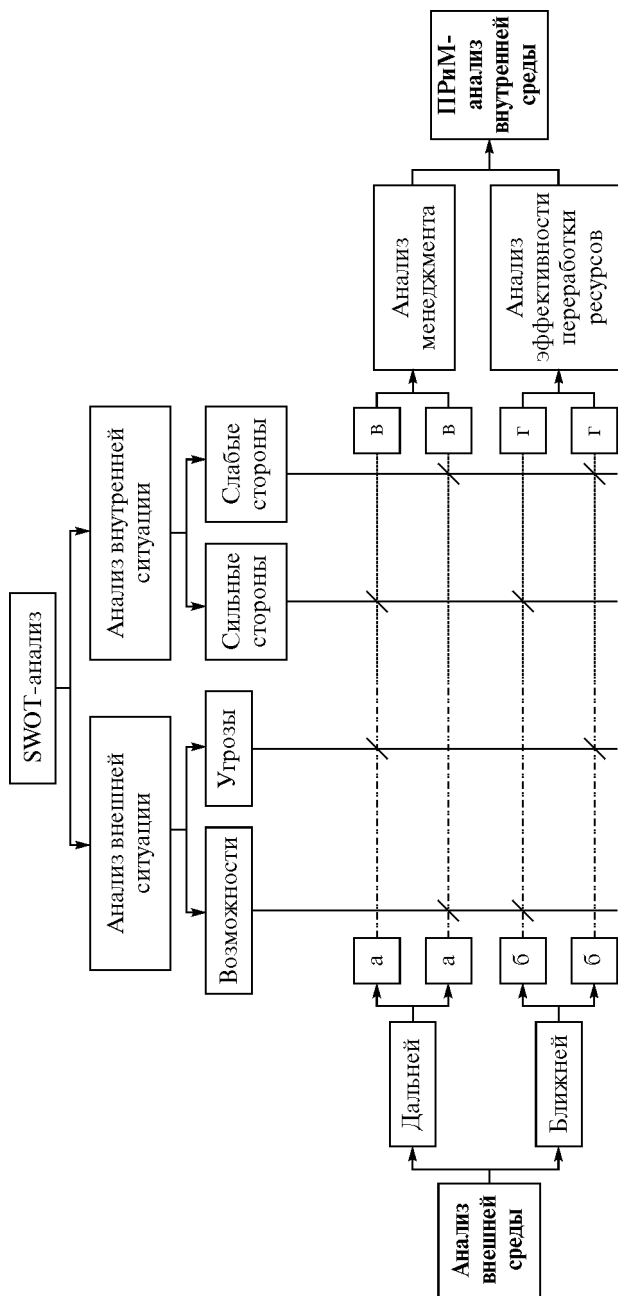 SWOT-анализ
Анализ внешней
ситуации
Анализ внутренней
ситуации
Возможности
Угрозы
Сильные
стороны
Слабые
стороны
Анализ
внешней
среды
Дальней
Ближней
а
а
б
б
в
в
г
г
Анализ
менеджмента
Анализ
эффективности
переработки
ресурсов
ПРиМ-
анализ
внутренней
среды